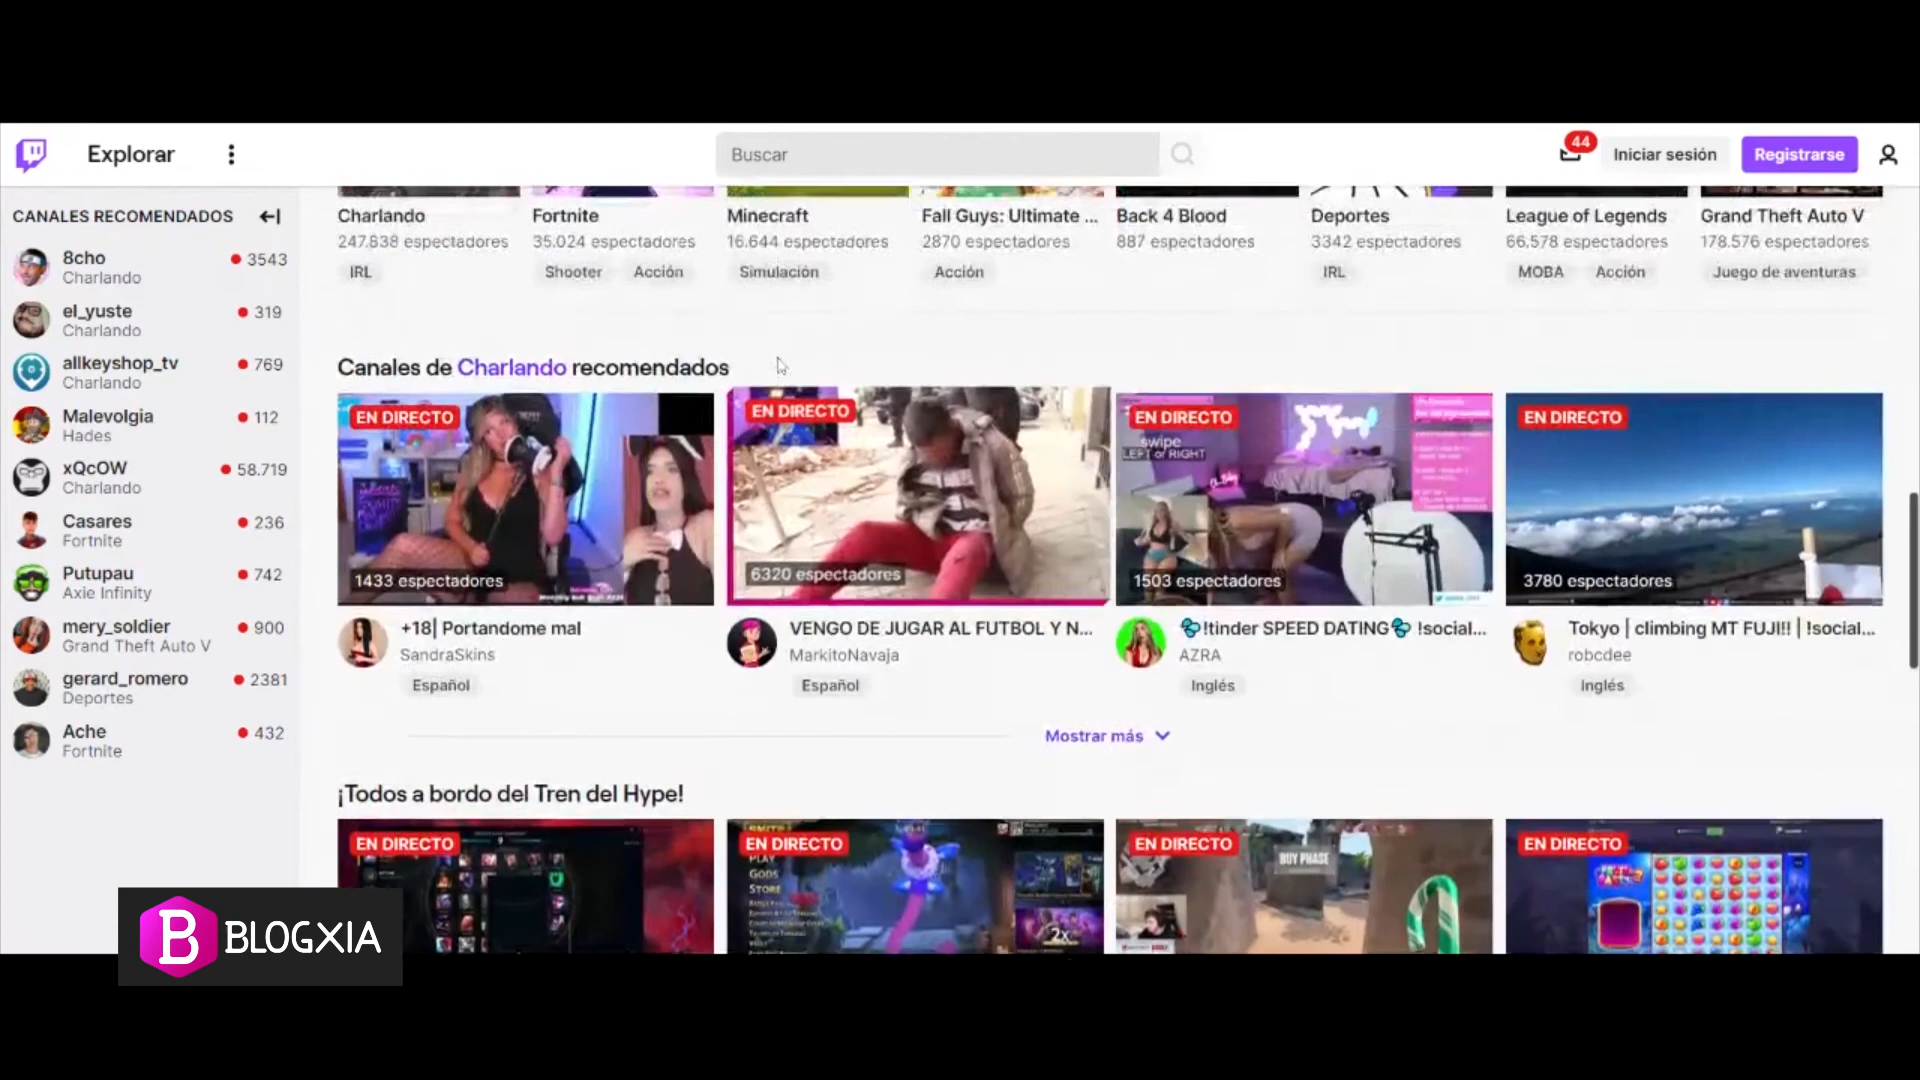 Explorar
Buscar
44
Iniciar sesión
Registrarse
CANALES RECOMENDADOS
8cho
3543
Charlando
el_yuste
319
Charlando
allkeyshop_tv
769
Charlando
Malevolgia
112
Hades
xQcOW
58.719
Charlando
Casares
236
Fortnite
Putupau
742
Axie Infinity
mery_soldier
900
Grand Theft Auto V
gerard_romero
2381
Deportes
Ache
432
Fortnite
Charlando
247.838 espectadores
IRL
Fortnite
35.024 espectadores
Shooter Acción
Minecraft
16.644 espectadores
Simulación
Fall Guys: Ultimate ...
2870 espectadores
Acción
Back 4 Blood
887 espectadores
Deportes
3342 espectadores
IRL
League of Legends
66.578 espectadores
MOBA Acción
Grand Theft Auto V
178.576 espectadores
Juego de aventuras
Canales de Charlando recomendados
EN DIRECTO
1433 espectadores
+18| Portandome mal
SandraSkins
Español
EN DIRECTO
6320 espectadores
VENGO DE JUGAR AL FUTBOL Y N...
MarkitoNavaja
Español
EN DIRECTO
swipe
LEFT or RIGHT
1503 espectadores
!tinder SPEED DATING !social...
AZRA
Inglés
EN DIRECTO
3780 espectadores
Tokyo | climbing MT FUJI!! | !social...
robcdee
Inglés
Mostrar más
¡Todos a bordo del Tren del Hype!
EN DIRECTO
EN DIRECTO
PLAY
GODS
STORE
2x
EN DIRECTO
BUY PHASE
EN DIRECTO
B BLOGXIA